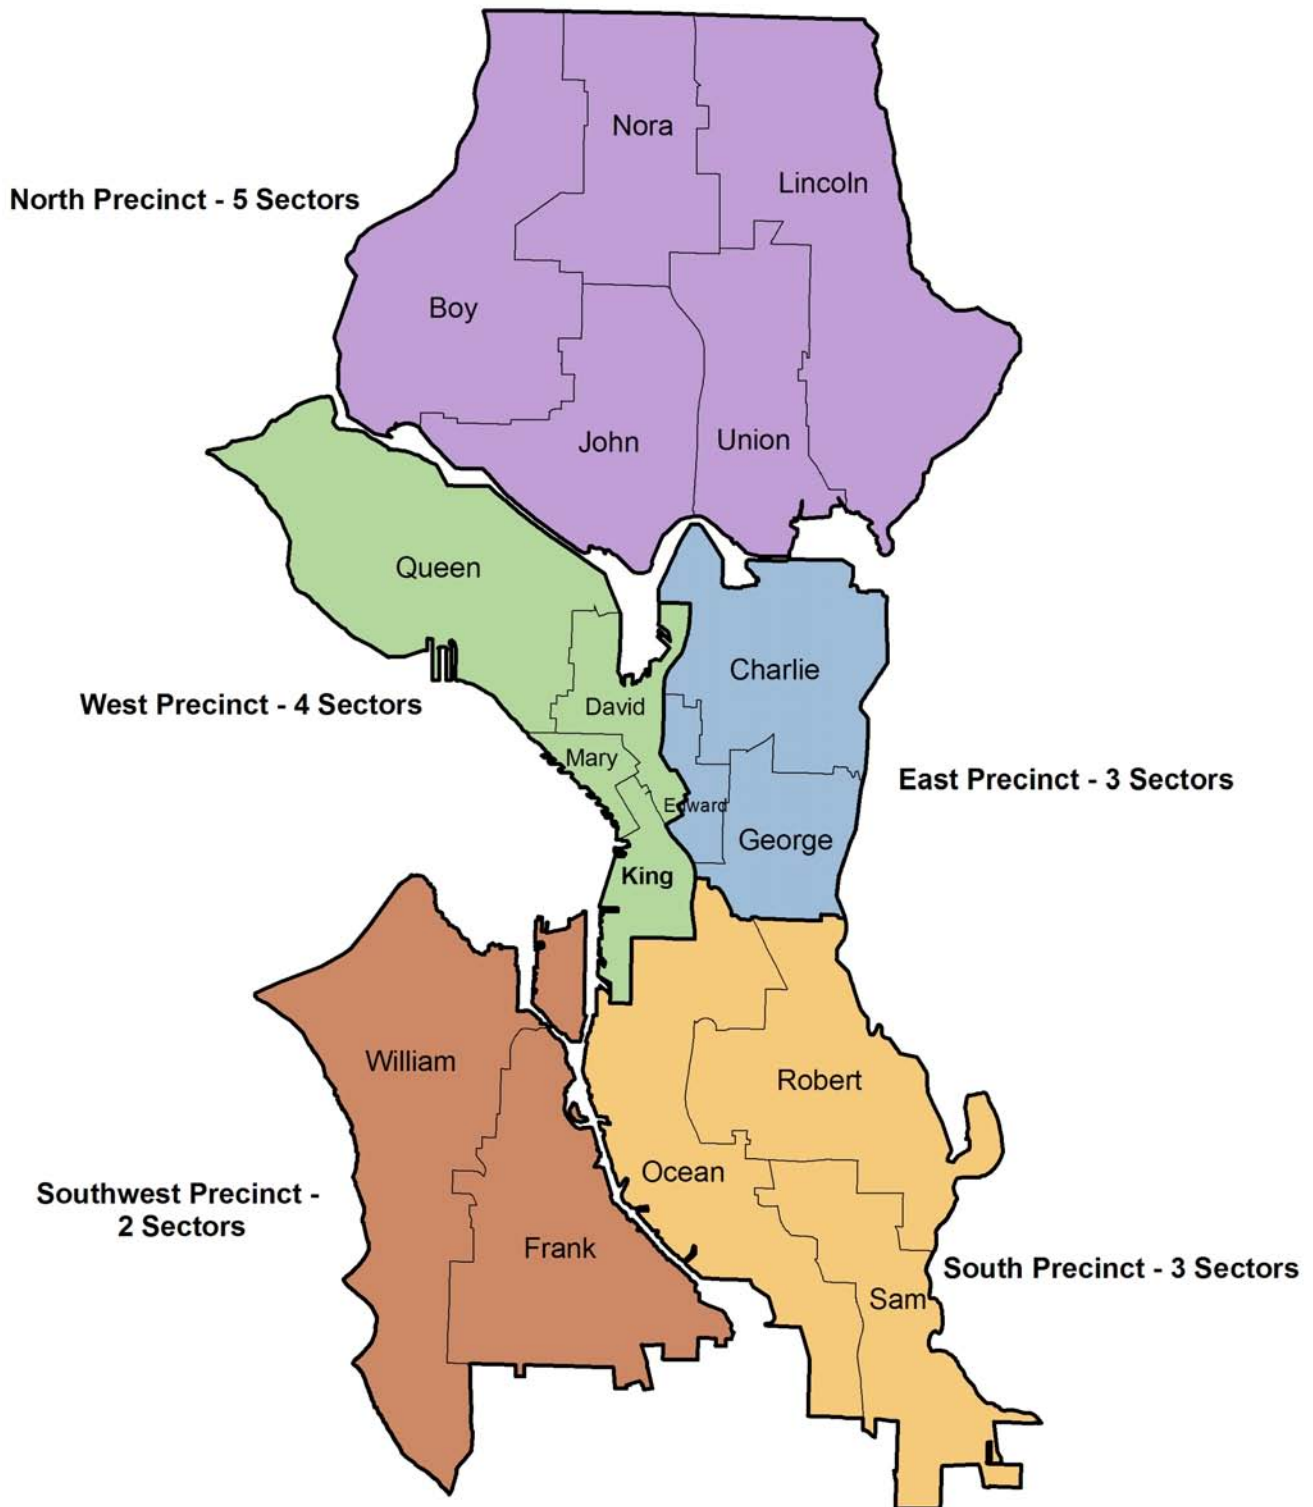 Nora
Lincoln
North Precinct - 5 Sectors
Boy
John
Union
Queen
Charlie
West Precinct - 4 Sectors
David
Mary
East Precinct - 3 Sectors
Edward
George
King
William
Robert
Ocean
Southwest Precinct -
2 Sectors
Frank
South Precinct - 3 Sectors
Sam